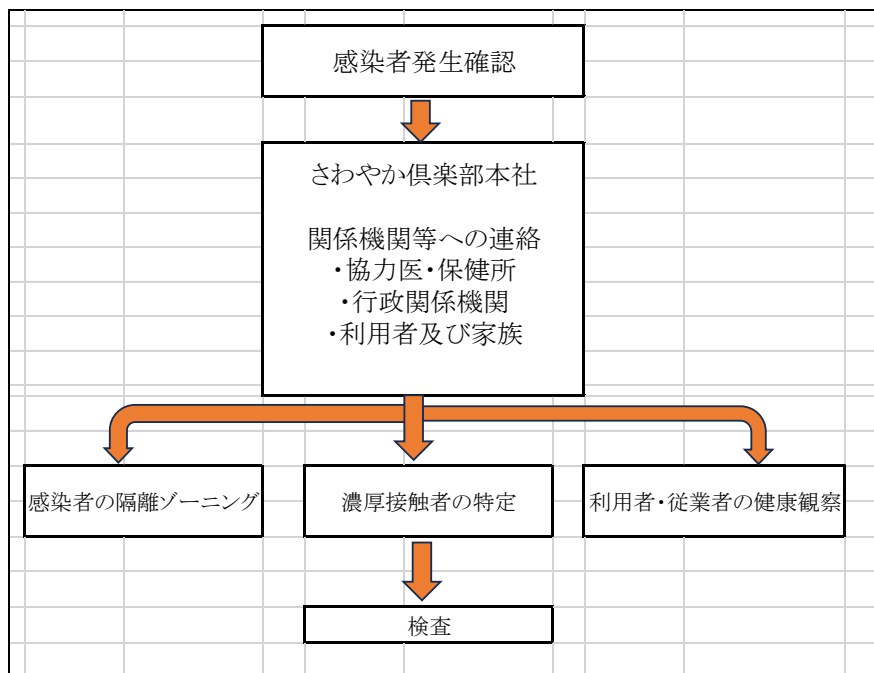 感染者発生確認
さわやか倶楽部本社
関係機関等への連絡
・協力医・保健所
・行政関係機関
・利用者及び家族
感染者の隔離ゾーニング
濃厚接触者の特定
利用者・従業者の健康観察
検査